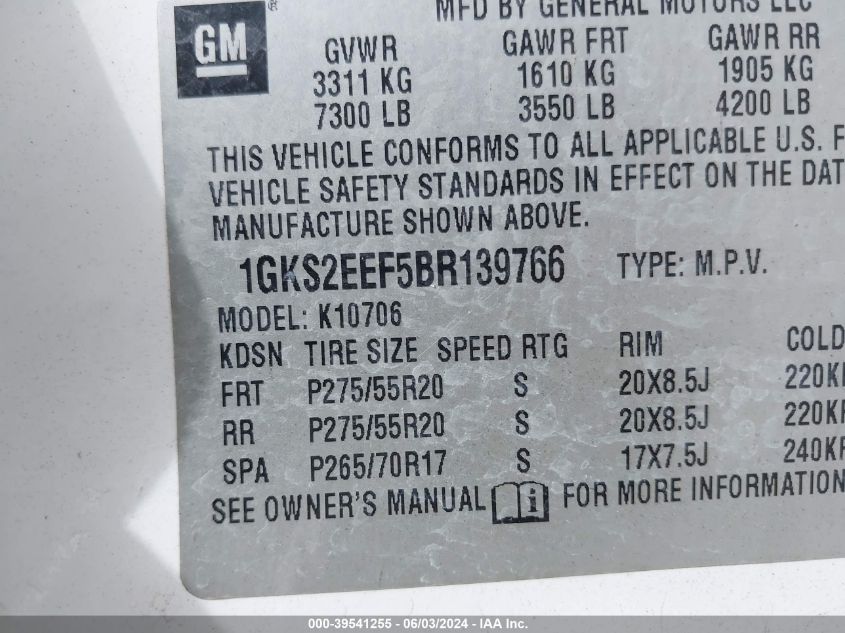 MFD BY GENERAL MOTORS LLC
GM ®
GVWR GAWR FRT GAWR RR
3311 KG 1610 KG 1905 KG
7300 LB 3550 LB 4200 LB
THIS VEHICLE CONFORMS TO ALL APPLICABLE U.S. F
VEHICLE SAFETY STANDARDS IN EFFECT ON THE DAT
MANUFACTURE SHOWN ABOVE.
1GKS2EEF5BR139766 TYPE: M.P.V.
MODEL: K10706
KDSN TIRE SIZE SPEED RTG RIM COLD
FRT P275/55R20 S 20X8.5J 220KP
RR P275/55R20 S 20X8.5J 220KP
SPA P265/70R17 S 17X7.5J 240KP
SEE OWNER'S MANUAL i FOR MORE INFORMATION
000-39541255 - 06/03/2024 - IAA Inc.